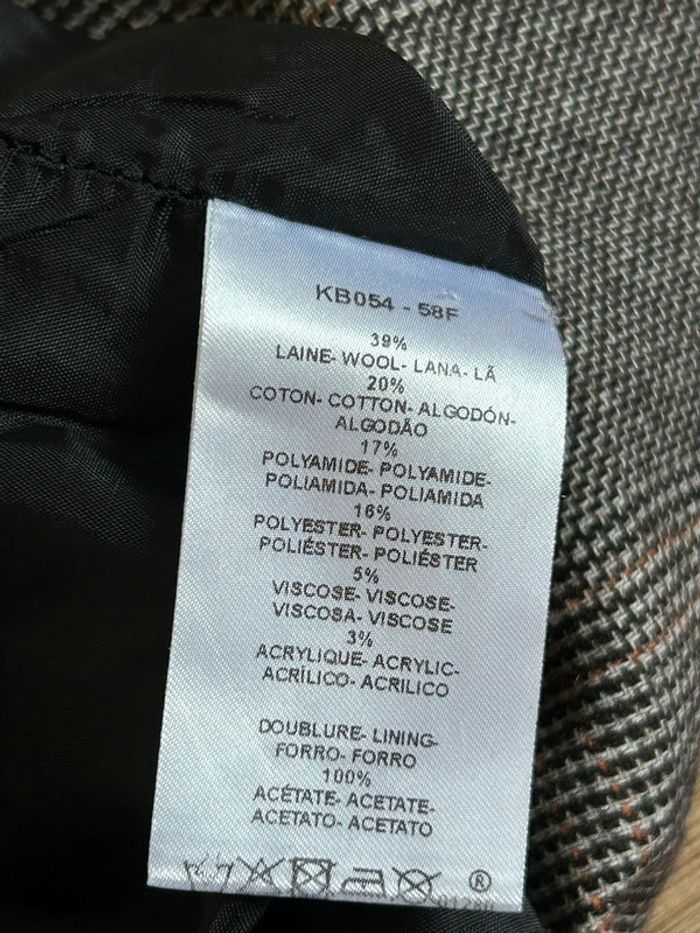 KB054 - 58F
39%
LAINE- WOOL- LANA- LÃ
20%
COTON- COTTON- ALGODÓN-
ALGODÃO
17%
POLYAMIDE- POLYAMIDE-
POLIAMIDA- POLIAMIDA
16%
POLYESTER- POLYESTER-
POLIÉSTER- POLIÉSTER
5%
VISCOSE- VISCOSE-
VISCOSA- VISCOSE
3%
ACRYLIQUE- ACRYLIC-
ACRÍLICO- ACRILICO
DOUBLURE- LINING-
FORRO- FORRO
100%
ACÉTATE- ACETATE-
ACETATO- ACETATO
®